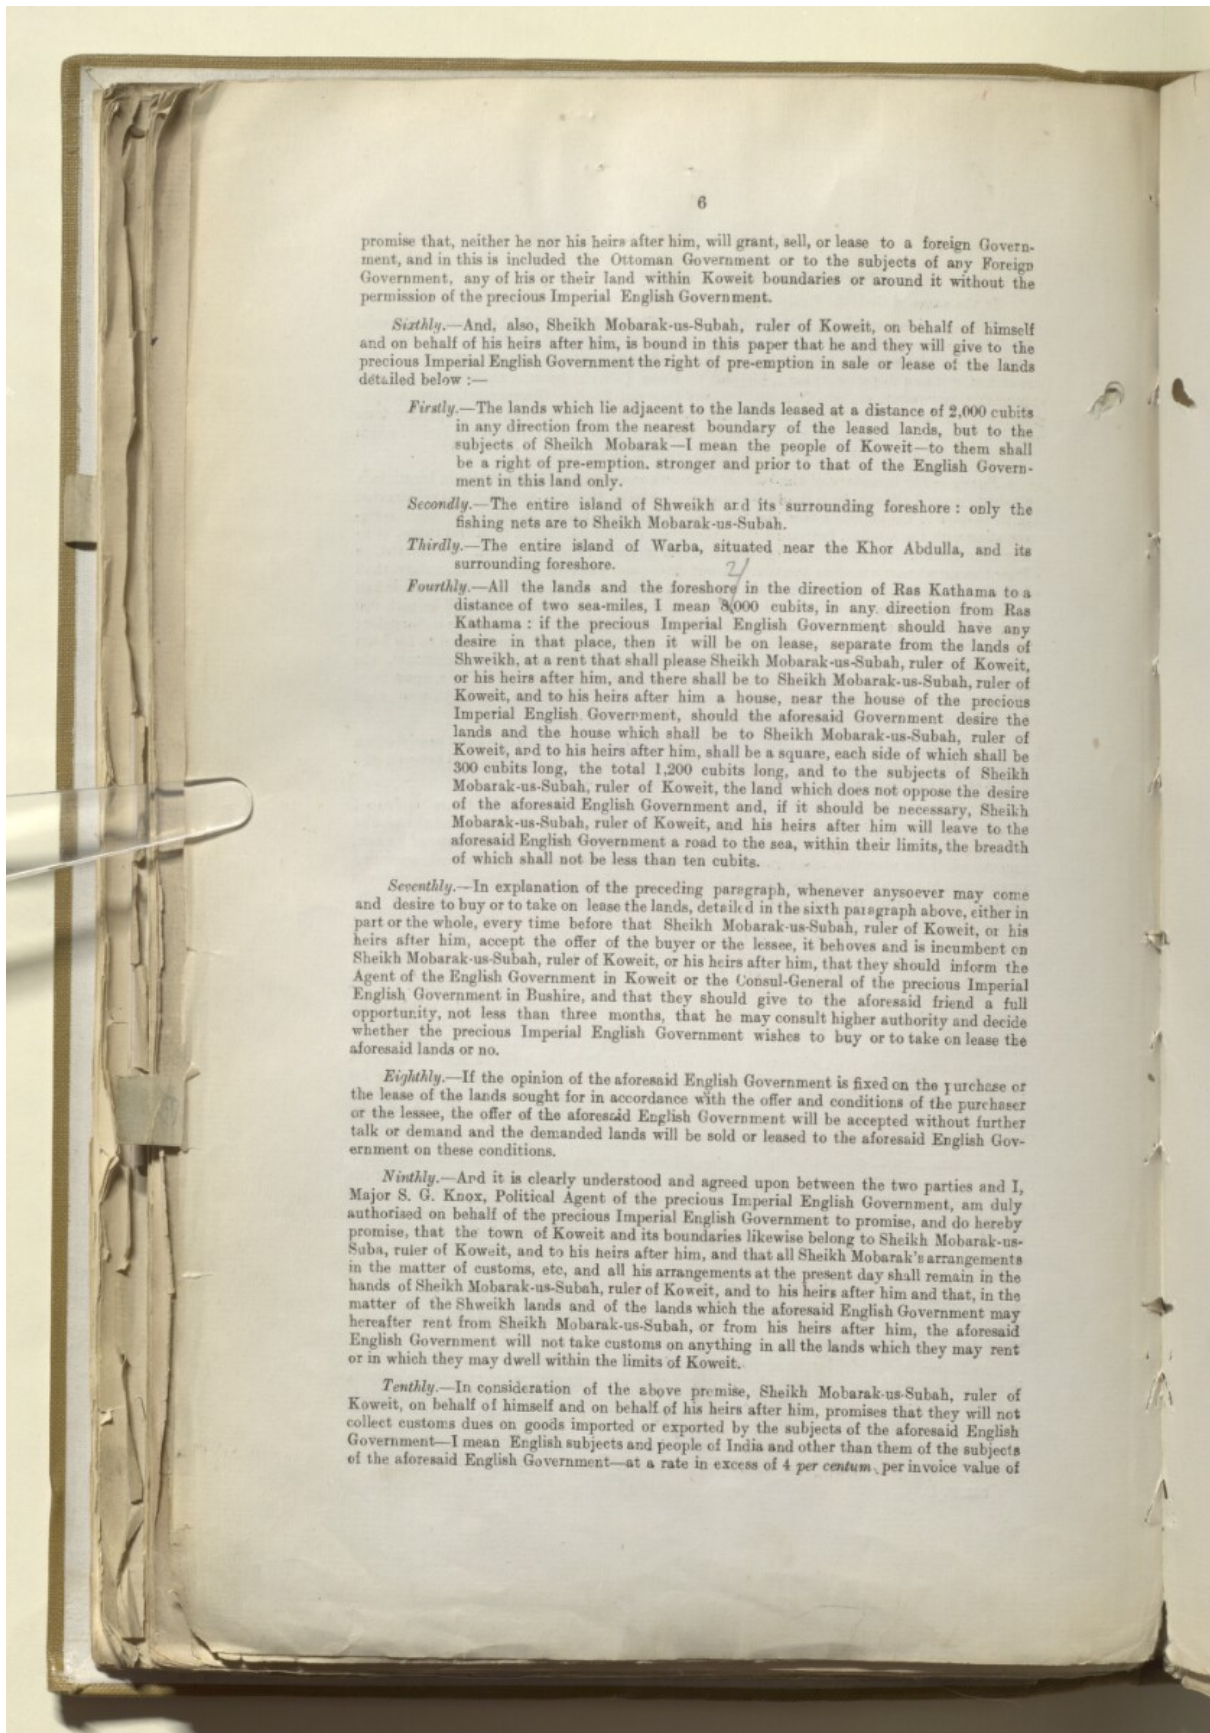 6
promise that, neither he nor his heirs after him, will grant, sell, or lease to a foreign Govern-
ment, and in this is included the Ottoman Government or to the subjects of any Foreign
Government, any of his or their land within Koweit boundaries or around it without the
permission of the precious Imperial English Government.
Sixthly.—And, also, Sheikh Mobarak-us-Subah, ruler of Koweit, on behalf of himself
and on behalf of his heirs after him, is bound in this paper that he and they will give to the
precious Imperial English Government the right of pre-emption in sale or lease of the lands
detailed below :—
Firstly.—The lands which lie adjacent to the lands leased at a distance of 2,000 cubits
in any direction from the nearest boundary of the leased lands, but to the
subjects of Sheikh Mobarak—I mean the people of Koweit—to them shall
be a right of pre-emption. stronger and prior to that of the English Govern-
ment in this land only.
Secondly.—The entire island of Shweikh and its surrounding foreshore : only the
fishing nets are to Sheikh Mobarak-us-Subah.
Thirdly.—The entire island of Warba, situated near the Khor Abdulla, and its
surrounding foreshore.
Fourthly.—All the lands and the foreshore in the direction of Ras Kathama to a
distance of two sea-miles, I mean 8,000 cubits, in any. direction from Ras
Kathama : if the precious Imperial English Government should have any
desire in that place, then it will be on lease, separate from the lands of
Shweikh, at a rent that shall please Sheikh Mobarak-us-Subah, ruler of Koweit,
or his heirs after him, and there shall be to Sheikh Mobarak-us-Subah, ruler of
Koweit, and to his heirs after him a house, near the house of the precious
Imperial English Government, should the aforesaid Government desire the
lands and the house which shall be to Sheikh Mobarak-us-Subah, ruler of
Koweit, and to his heirs after him, shall be a square, each side of which shall be
300 cubits long, the total 1,200 cubits long, and to the subjects of Sheikh
Mobarak-us-Subah, ruler of Koweit, the land which does not oppose the desire
of the aforesaid English Government and, if it should be necessary, Sheikh
Mobarak-us-Subah, ruler of Koweit, and his heirs after him will leave to the
aforesaid English Government a road to the sea, within their limits, the breadth
of which shall not be less than ten cubits.
Seventhly.—In explanation of the preceding paragraph, whenever anysoever may come
and desire to buy or to take on lease the lands, detailed in the sixth paragraph above, either in
part or the whole, every time before that Sheikh Mobarak-us-Subah, ruler of Koweit, or his
heirs after him, accept the offer of the buyer or the lessee, it behoves and is incumbent on
Sheikh Mobarak-us-Subah, ruler of Koweit, or his heirs after him, that they should inform the
Agent of the English Government in Koweit or the Consul-General of the precious Imperial
English Government in Bushire, and that they should give to the aforesaid friend a full
opportunity, not less than three months, that he may consult higher authority and decide
whether the precious Imperial English Government wishes to buy or to take on lease the
aforesaid lands or no.
Eighthly.—If the opinion of the aforesaid English Government is fixed on the purchase or
the lease of the lands sought for in accordance with the offer and conditions of the purchaser
or the lessee, the offer of the aforesaid English Government will be accepted without further
talk or demand and the demanded lands will be sold or leased to the aforesaid English Gov-
ernment on these conditions.
Ninthly.—And it is clearly understood and agreed upon between the two parties and I,
Major S. G. Knox, Political Agent of the precious Imperial English Government, am duly
authorised on behalf of the precious Imperial English Government to promise, and do hereby
promise, that the town of Koweit and its boundaries likewise belong to Sheikh Mobarak-us-
Suba, ruler of Koweit, and to his heirs after him, and that all Sheikh Mobarak's arrangements
in the matter of customs, etc, and all his arrangements at the present day shall remain in the
hands of Sheikh Mobarak-us-Subah, ruler of Koweit, and to his heirs after him and that, in the
matter of the Shweikh lands and of the lands which the aforesaid English Government may
hereafter rent from Sheikh Mobarak-us-Subah, or from his heirs after him, the aforesaid
English Government will not take customs on anything in all the lands which they may rent
or in which they may dwell within the limits of Koweit.
Tenthly.—In consideration of the above premise, Sheikh Mobarak-us-Subah, ruler of
Koweit, on behalf of himself and on behalf of his heirs after him, promises that they will not
collect customs dues on goods imported or exported by the subjects of the aforesaid English
Government—I mean English subjects and people of India and other than them of the subjects
of the aforesaid English Government—at a rate in excess of 4 per centum, per invoice value of